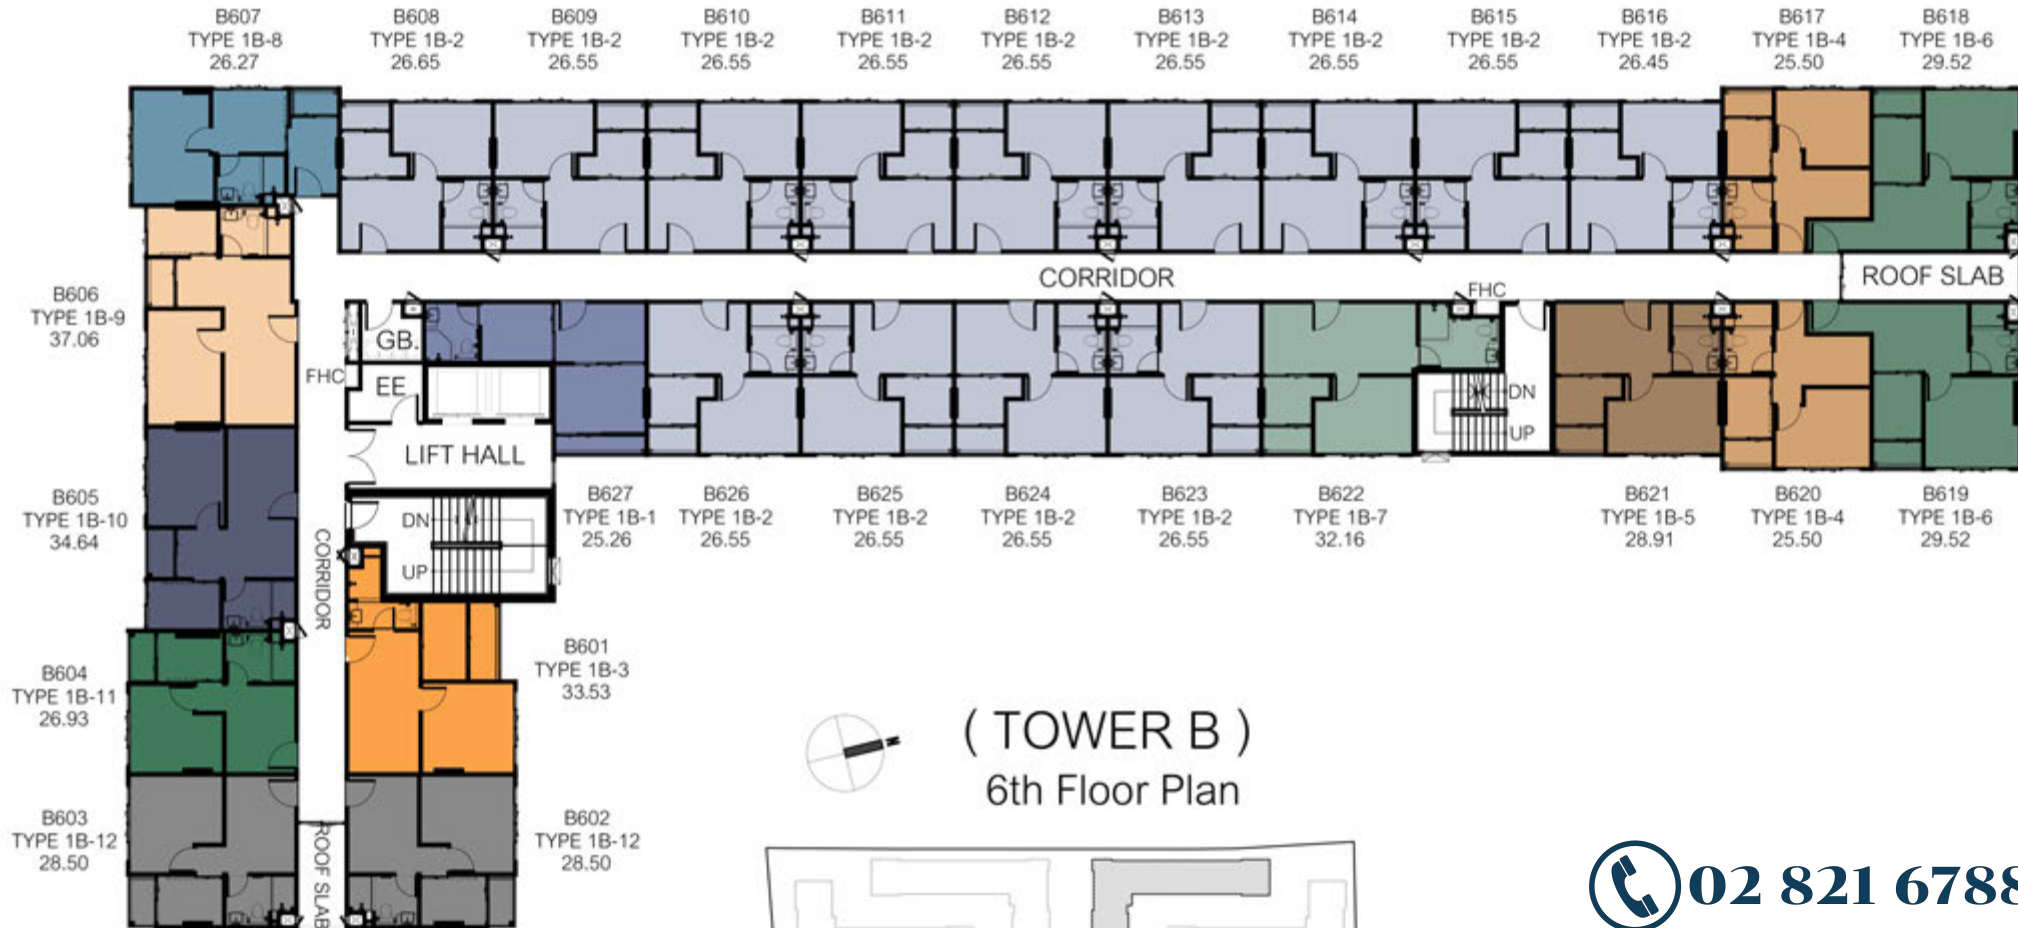 B607
TYPE 1B-8
26.27
B608
TYPE 1B-2
26.65
B609
TYPE 1B-2
26.55
B610
TYPE 1B-2
26.55
B611
TYPE 1B-2
26.55
B612
TYPE 1B-2
26.55
B613
TYPE 1B-2
26.55
B614
TYPE 1B-2
26.55
B615
TYPE 1B-2
26.55
B616
TYPE 1B-2
26.45
B617
TYPE 1B-4
25.50
B618
TYPE 1B-6
29.52
CORRIDOR
ROOF SLAB
FHC
B606
TYPE 1B-9
37.06
GB.
FHC
EE
LIFT HALL
DN
UP
B605
TYPE 1B-10
34.64
DN
UP
CORRIDOR
B627
TYPE 1B-1
25.26
B626
TYPE 1B-2
26.55
B625
TYPE 1B-2
26.55
B624
TYPE 1B-2
26.55
B623
TYPE 1B-2
26.55
B622
TYPE 1B-7
32.16
B621
TYPE 1B-5
28.91
B620
TYPE 1B-4
25.50
B619
TYPE 1B-6
29.52
B604
TYPE 1B-11
26.93
B601
TYPE 1B-3
33.53
N
( TOWER B )
6th Floor Plan
B603
TYPE 1B-12
28.50
ROOF SLAB
B602
TYPE 1B-12
28.50
02 821 6788